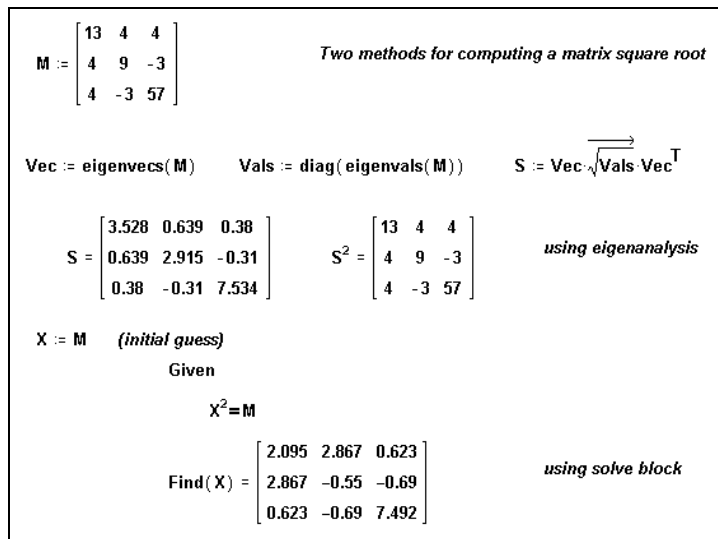 M := [ 13 4 4 ; 4 9 -3 ; 4 -3 57 ] Two methods for computing a matrix square root
Vec := eigenvecs(M) Vals := diag(eigenvals(M)) S := Vec·√Vals·Vecᵀ
S = [ 3.528 0.639 0.38 ; 0.639 2.915 -0.31 ; 0.38 -0.31 7.534 ] S² = [ 13 4 4 ; 4 9 -3 ; 4 -3 57 ] using eigenanalysis
X := M (initial guess)
Given
X² = M
Find(X) = [ 2.095 2.867 0.623 ; 2.867 -0.55 -0.69 ; 0.623 -0.69 7.492 ] using solve block